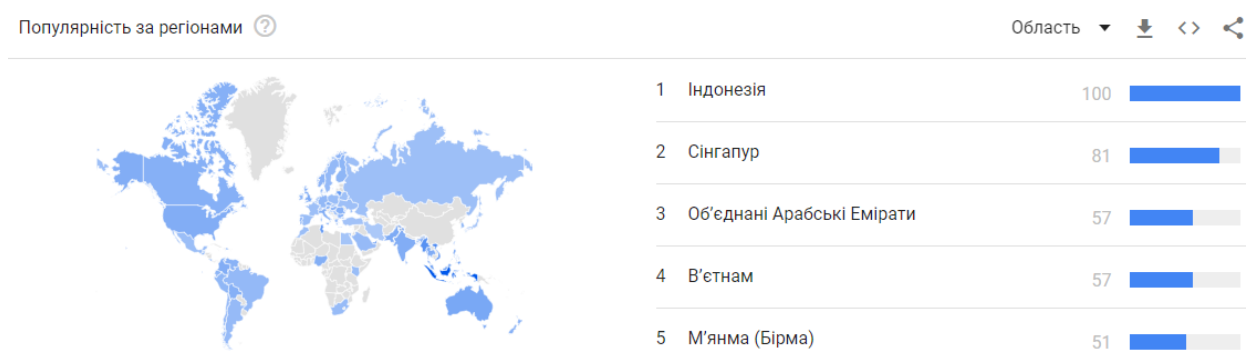 Популярність за регіонами
Область
1 Індонезія 100
2 Сінгапур 81
3 Об’єднані Арабські Емірати 57
4 В’єтнам 57
5 М’янма (Бірма) 51